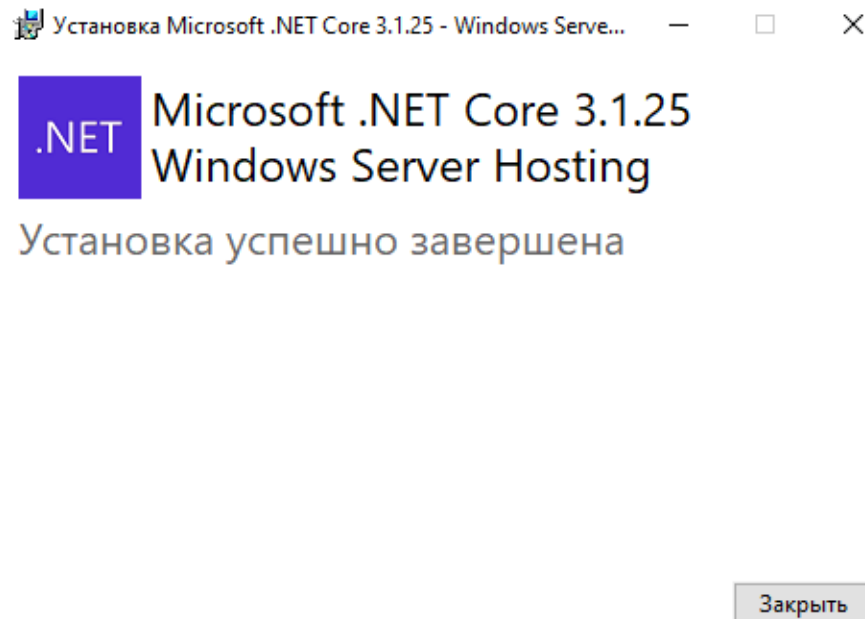 Установка Microsoft .NET Core 3.1.25 - Windows Serve...
.NET
Microsoft .NET Core 3.1.25
Windows Server Hosting
Установка успешно завершена
Закрыть